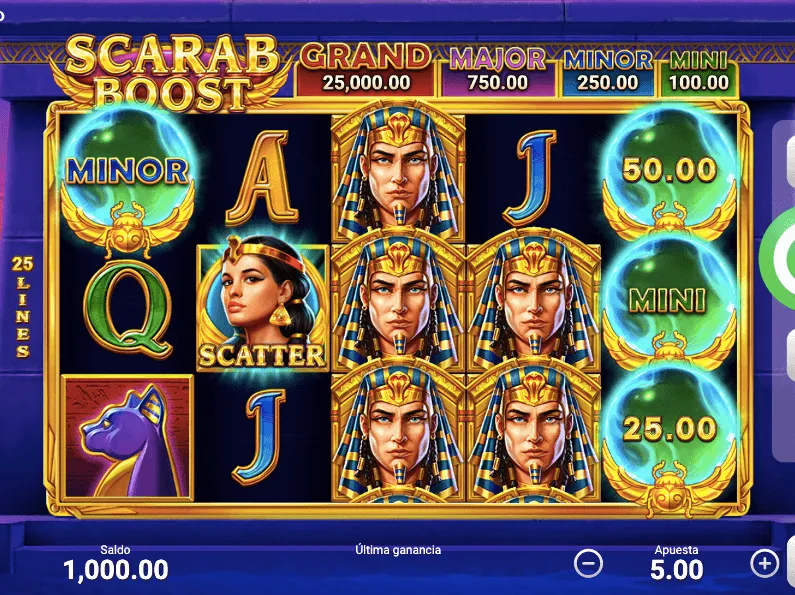 SCARAB
BOOST
GRAND
25,000.00
MAJOR
750.00
MINOR
250.00
MINI
100.00
MINOR
A
J
50.00
25
LINES
Q
SCATTER
MINI
J
25.00
Saldo
1,000.00
Última ganancia
Apuesta
5.00